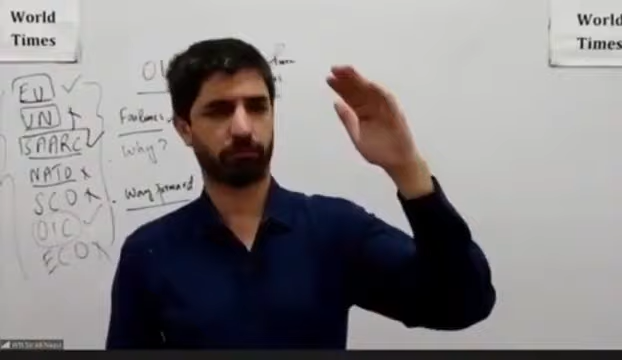 World
Times
World
Times
EU ✓
UN x
SAARC
NATO x
SCO x
OIC ✓
ECO x
Failures
Why?
Way forward